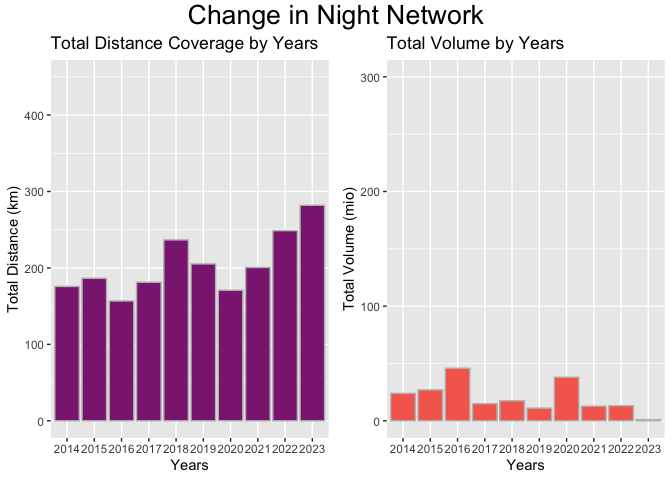 Change in Night Network
Total Distance Coverage by Years
Total Distance (km)
400
300
200
100
0
2014 2015 2016 2017 2018 2019 2020 2021 2022 2023
Years
Total Volume by Years
Total Volume (mio)
300
200
100
0
2014 2015 2016 2017 2018 2019 2020 2021 2022 2023
Years